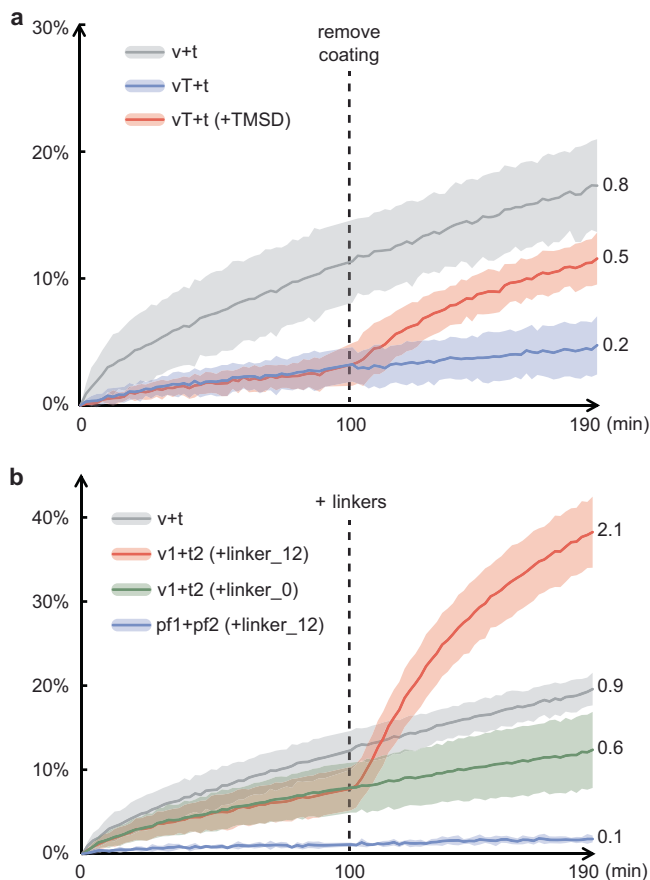 a
30%
20%
10%
0%
v+t
vT+t
vT+t (+TMSD)
remove
coating
0.8
0.5
0.2
0
100
190 (min)
b
40%
30%
20%
10%
0%
v+t
v1+t2 (+linker_12)
v1+t2 (+linker_0)
pf1+pf2 (+linker_12)
+ linkers
2.1
0.9
0.6
0.1
0
100
190 (min)